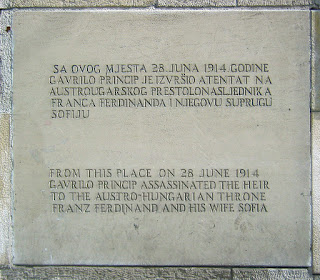 SA OVOG MJESTA 28. JUNA 1914. GODINE
GAVRILO PRINCIP JE IZVRŠIO ATENTAT NA
AUSTROUGARSKOG PRESTOLONASLJEDNIKA
FRANCA FERDINANDA I NJEGOVU SUPRUGU
SOFIJU
FROM THIS PLACE ON 28 JUNE 1914
GAVRILO PRINCIP ASSASSINATED THE HEIR
TO THE AUSTRO-HUNGARIAN THRONE
FRANZ FERDINAND AND HIS WIFE SOFIA